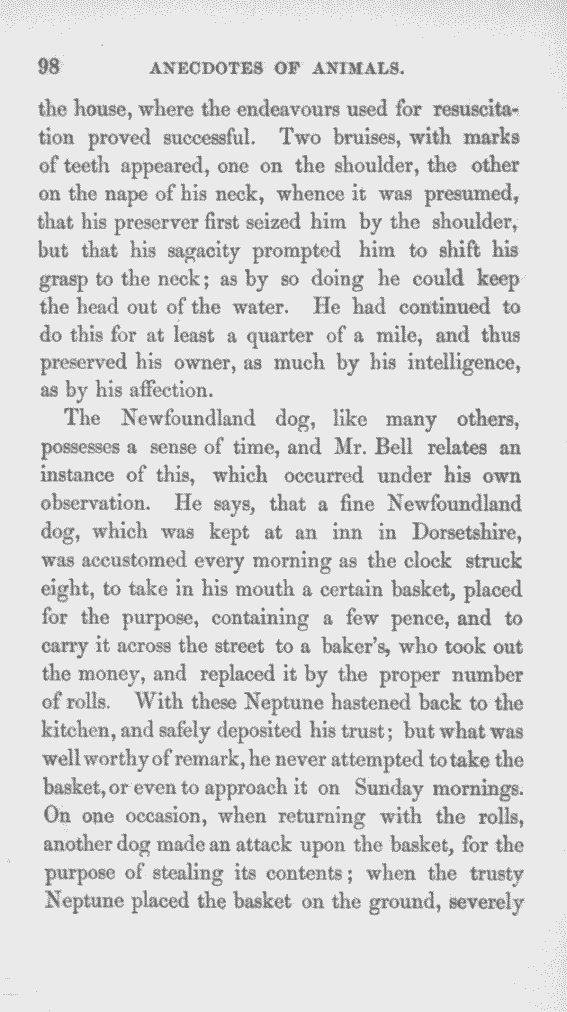 98 ANECDOTES OF ANIMALS.
the house, where the endeavours used for resuscita-
tion proved successful. Two bruises, with marks
of teeth appeared, one on the shoulder, the other
on the nape of his neck, whence it was presumed,
that his preserver first seized him by the shoulder,
but that his sagacity prompted him to shift his
grasp to the neck; as by so doing he could keep
the head out of the water. He had continued to
do this for at least a quarter of a mile, and thus
preserved his owner, as much by his intelligence,
as by his affection.
The Newfoundland dog, like many others,
possesses a sense of time, and Mr. Bell relates an
instance of this, which occurred under his own
observation. He says, that a fine Newfoundland
dog, which was kept at an inn in Dorsetshire,
was accustomed every morning as the clock struck
eight, to take in his mouth a certain basket, placed
for the purpose, containing a few pence, and to
carry it across the street to a baker's, who took out
the money, and replaced it by the proper number
of rolls. With these Neptune hastened back to the
kitchen, and safely deposited his trust; but what was
well worthy of remark, he never attempted to take the
basket, or even to approach it on Sunday mornings.
On one occasion, when returning with the rolls,
another dog made an attack upon the basket, for the
purpose of stealing its contents; when the trusty
Neptune placed the basket on the ground, severely